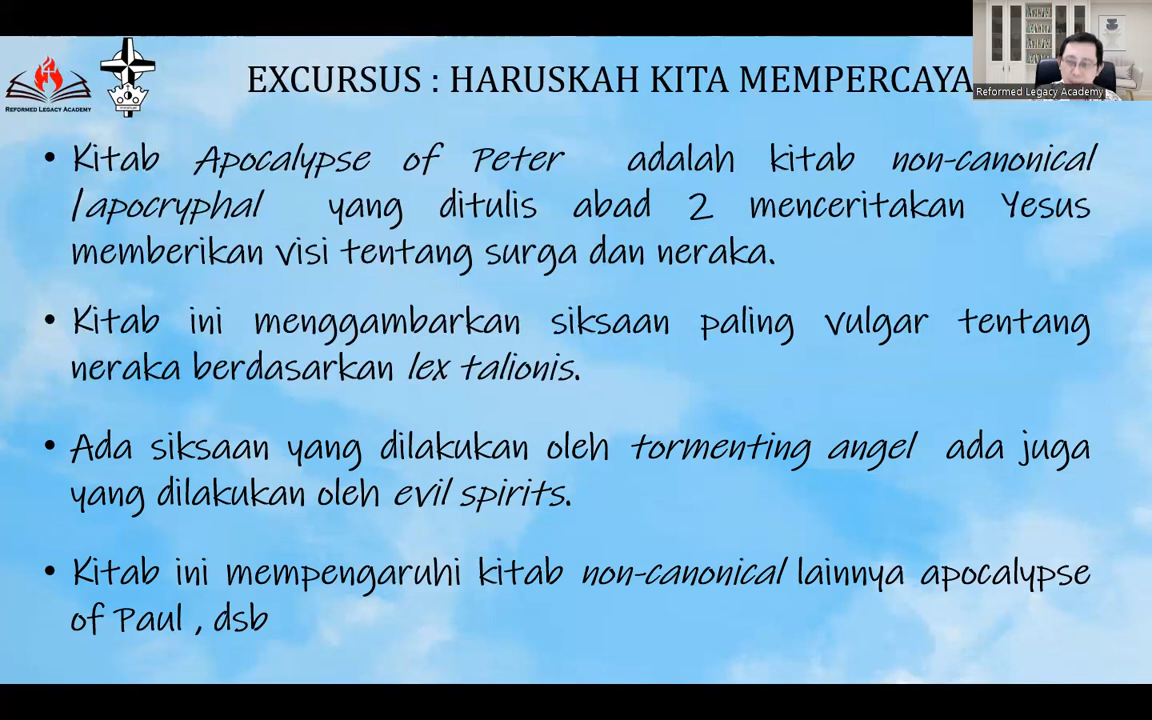 REFORMED LEGACY ACADEMY
EXCURSUS : HARUSKAH KITA MEMPERCAYA
Reformed Legacy Academy
• Kitab Apocalypse of Peter adalah kitab non-canonical
/apocryphal yang ditulis abad 2 menceritakan Yesus
memberikan visi tentang surga dan neraka.
• Kitab ini menggambarkan siksaan paling vulgar tentang
neraka berdasarkan lex talionis.
• Ada siksaan yang dilakukan oleh tormenting angel ada juga
yang dilakukan oleh evil spirits.
• Kitab ini mempengaruhi kitab non-canonical lainnya apocalypse
of Paul , dsb